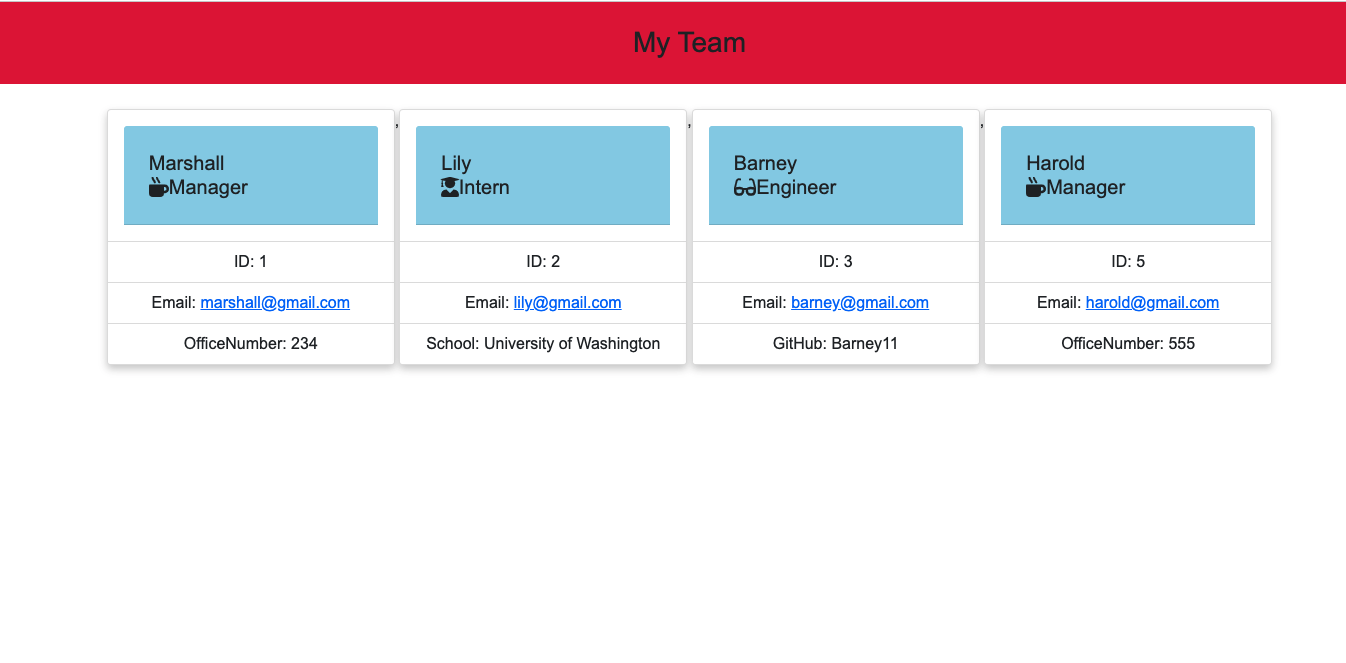 My Team
Marshall
Manager
ID: 1
Email: marshall@gmail.com
OfficeNumber: 234
,
Lily
Intern
ID: 2
Email: lily@gmail.com
School: University of Washington
,
Barney
Engineer
ID: 3
Email: barney@gmail.com
GitHub: Barney11
,
Harold
Manager
ID: 5
Email: harold@gmail.com
OfficeNumber: 555